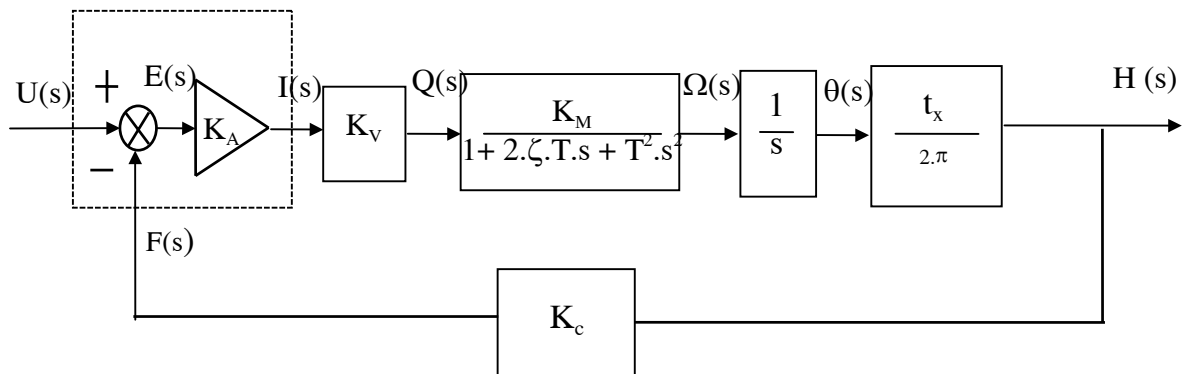 U(s)
+
−
E(s)
K_A
I(s)
K_V
Q(s)
K_M
1+ 2.ζ.T.s + T².s²
Ω(s)
1
s
θ(s)
t_x
2.π
H (s)
F(s)
K_c